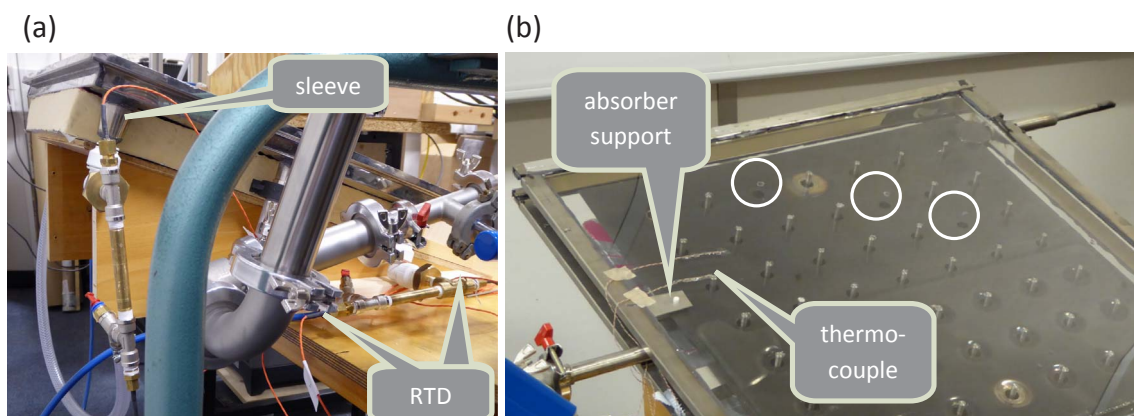 (a)
(b)
sleeve
RTD
absorber
support
thermo-
couple